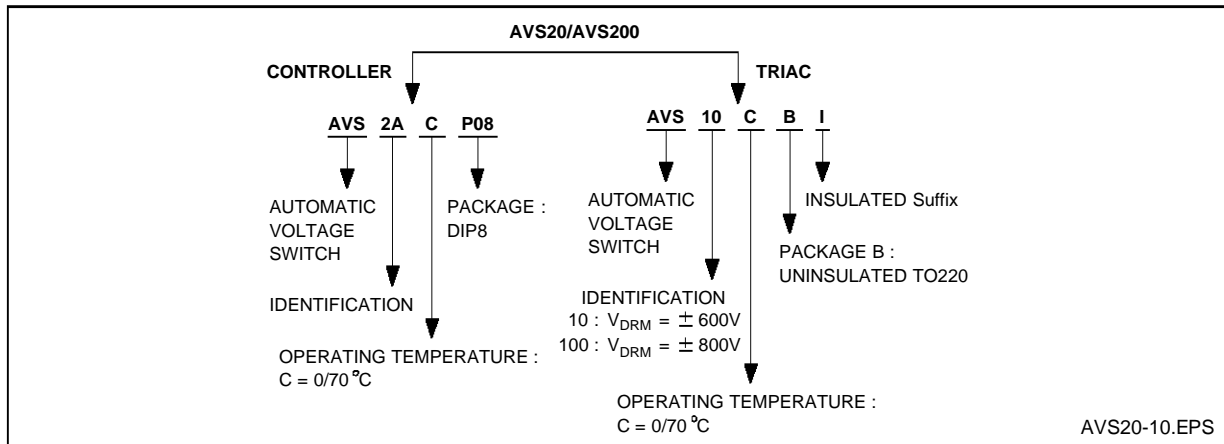 AVS20/AVS200
CONTROLLER
TRIAC
AVS 2A C P08
AVS 10 C B I
AUTOMATIC
VOLTAGE
SWITCH
PACKAGE :
DIP8
IDENTIFICATION
OPERATING TEMPERATURE :
C = 0/70 °C
AUTOMATIC
VOLTAGE
SWITCH
INSULATED Suffix
PACKAGE B :
UNINSULATED TO220
IDENTIFICATION
10 : VDRM = ± 600V
100 : VDRM = ± 800V
OPERATING TEMPERATURE :
C = 0/70 °C
AVS20-10.EPS